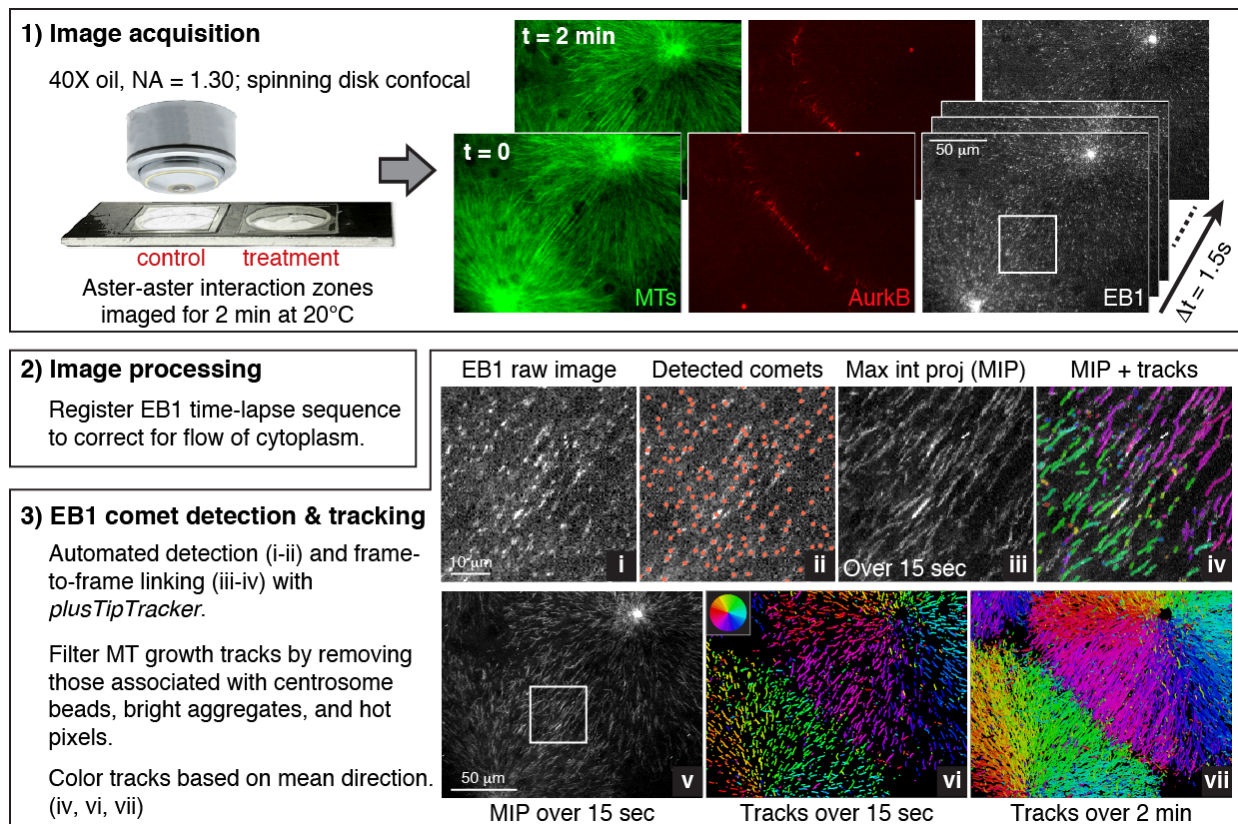 1) Image acquisition
40X oil, NA = 1.30; spinning disk confocal
control
treatment
Aster-aster interaction zones
imaged for 2 min at 20°C
t = 2 min
t = 0
MTs
AurkB
50 µm
EB1
Δt = 1.5s
2) Image processing
Register EB1 time-lapse sequence
to correct for flow of cytoplasm.
3) EB1 comet detection & tracking
Automated detection (i-ii) and frame-
to-frame linking (iii-iv) with
plusTipTracker.
Filter MT growth tracks by removing
those associated with centrosome
beads, bright aggregates, and hot
pixels.
Color tracks based on mean direction.
(iv, vi, vii)
EB1 raw image
Detected comets
Max int proj (MIP)
MIP + tracks
10 µm
i
ii
Over 15 sec
iii
iv
50 µm
v
vi
vii
MIP over 15 sec
Tracks over 15 sec
Tracks over 2 min